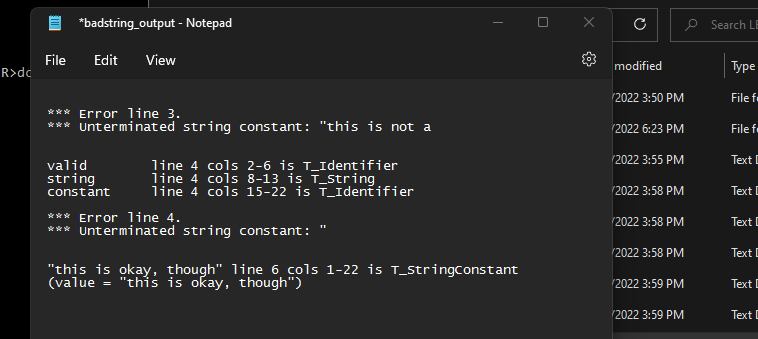 *badstring_output - Notepad
Search
File Edit View
R>
modified Type
*** Error line 3.
*** Unterminated string constant: "this is not a
valid line 4 cols 2-6 is T_Identifier
string line 4 cols 8-13 is T_String
constant line 4 cols 15-22 is T_Identifier
*** Error line 4.
*** Unterminated string constant: "
"this is okay, though" line 6 cols 1-22 is T_StringConstant
(value = "this is okay, though")
/2022 3:50 PM File
/2022 6:23 PM File
/2022 3:55 PM Text
/2022 3:58 PM Text
/2022 3:58 PM Text
/2022 3:58 PM Text
/2022 3:59 PM Text
/2022 3:59 PM Text